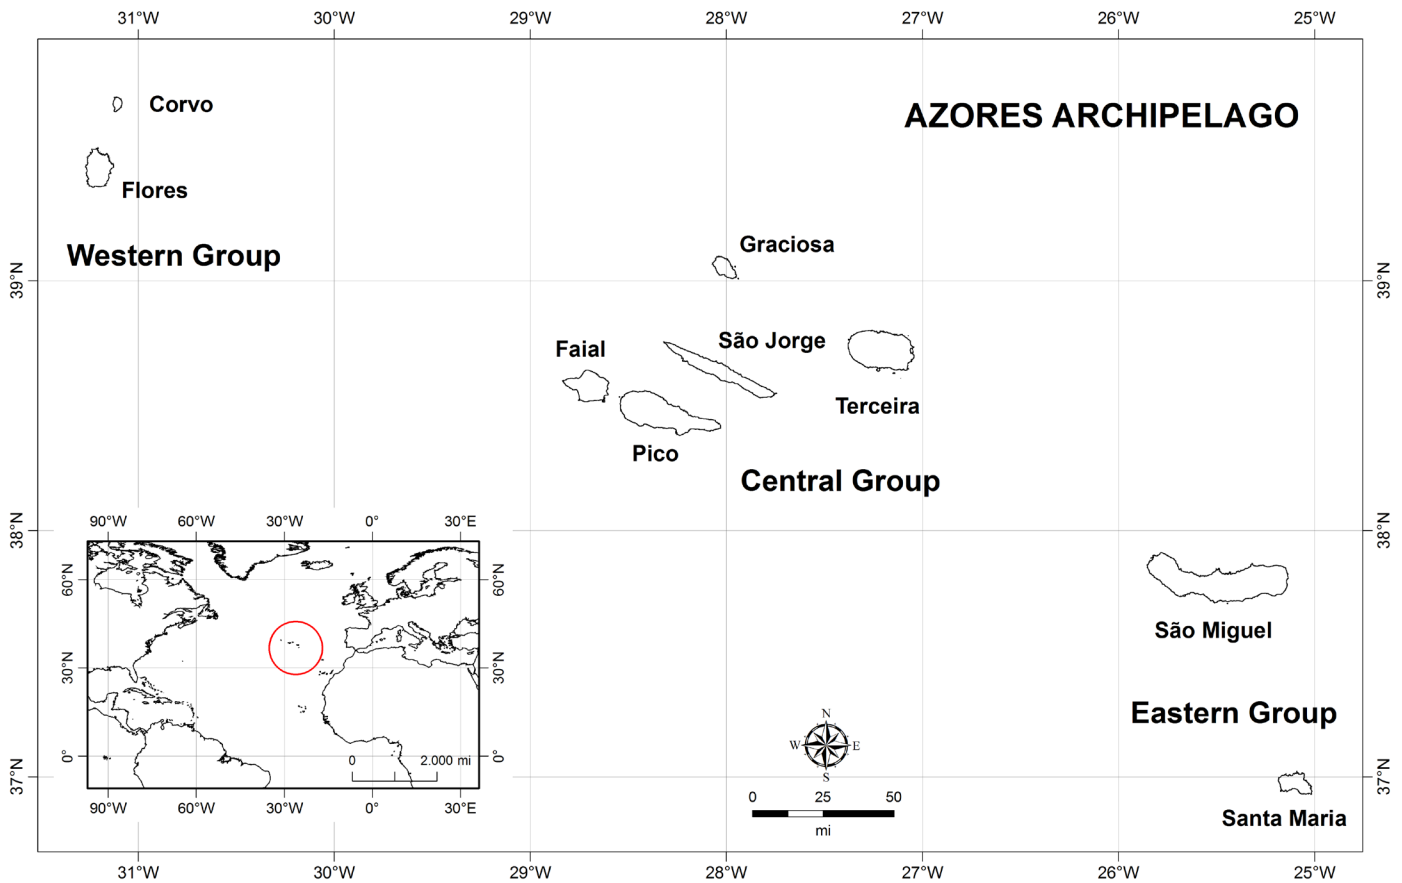 31°W 30°W 29°W 28°W 27°W 26°W 25°W
Corvo
AZORES ARCHIPELAGO
Flores
Graciosa
Western Group
39°N 39°N
São Jorge
Faial
Terceira
Pico
Central Group
38°N 38°N
90°W 60°W 30°W 0° 30°E
60°N 60°N
São Miguel
30°N 30°N
Eastern Group
N
W E
S
0° 0°
0 2.000 mi
37°N 37°N
0 25 50
90°W 60°W 30°W 0° 30°E
Santa Maria
mi
31°W 30°W 29°W 28°W 27°W 26°W 25°W